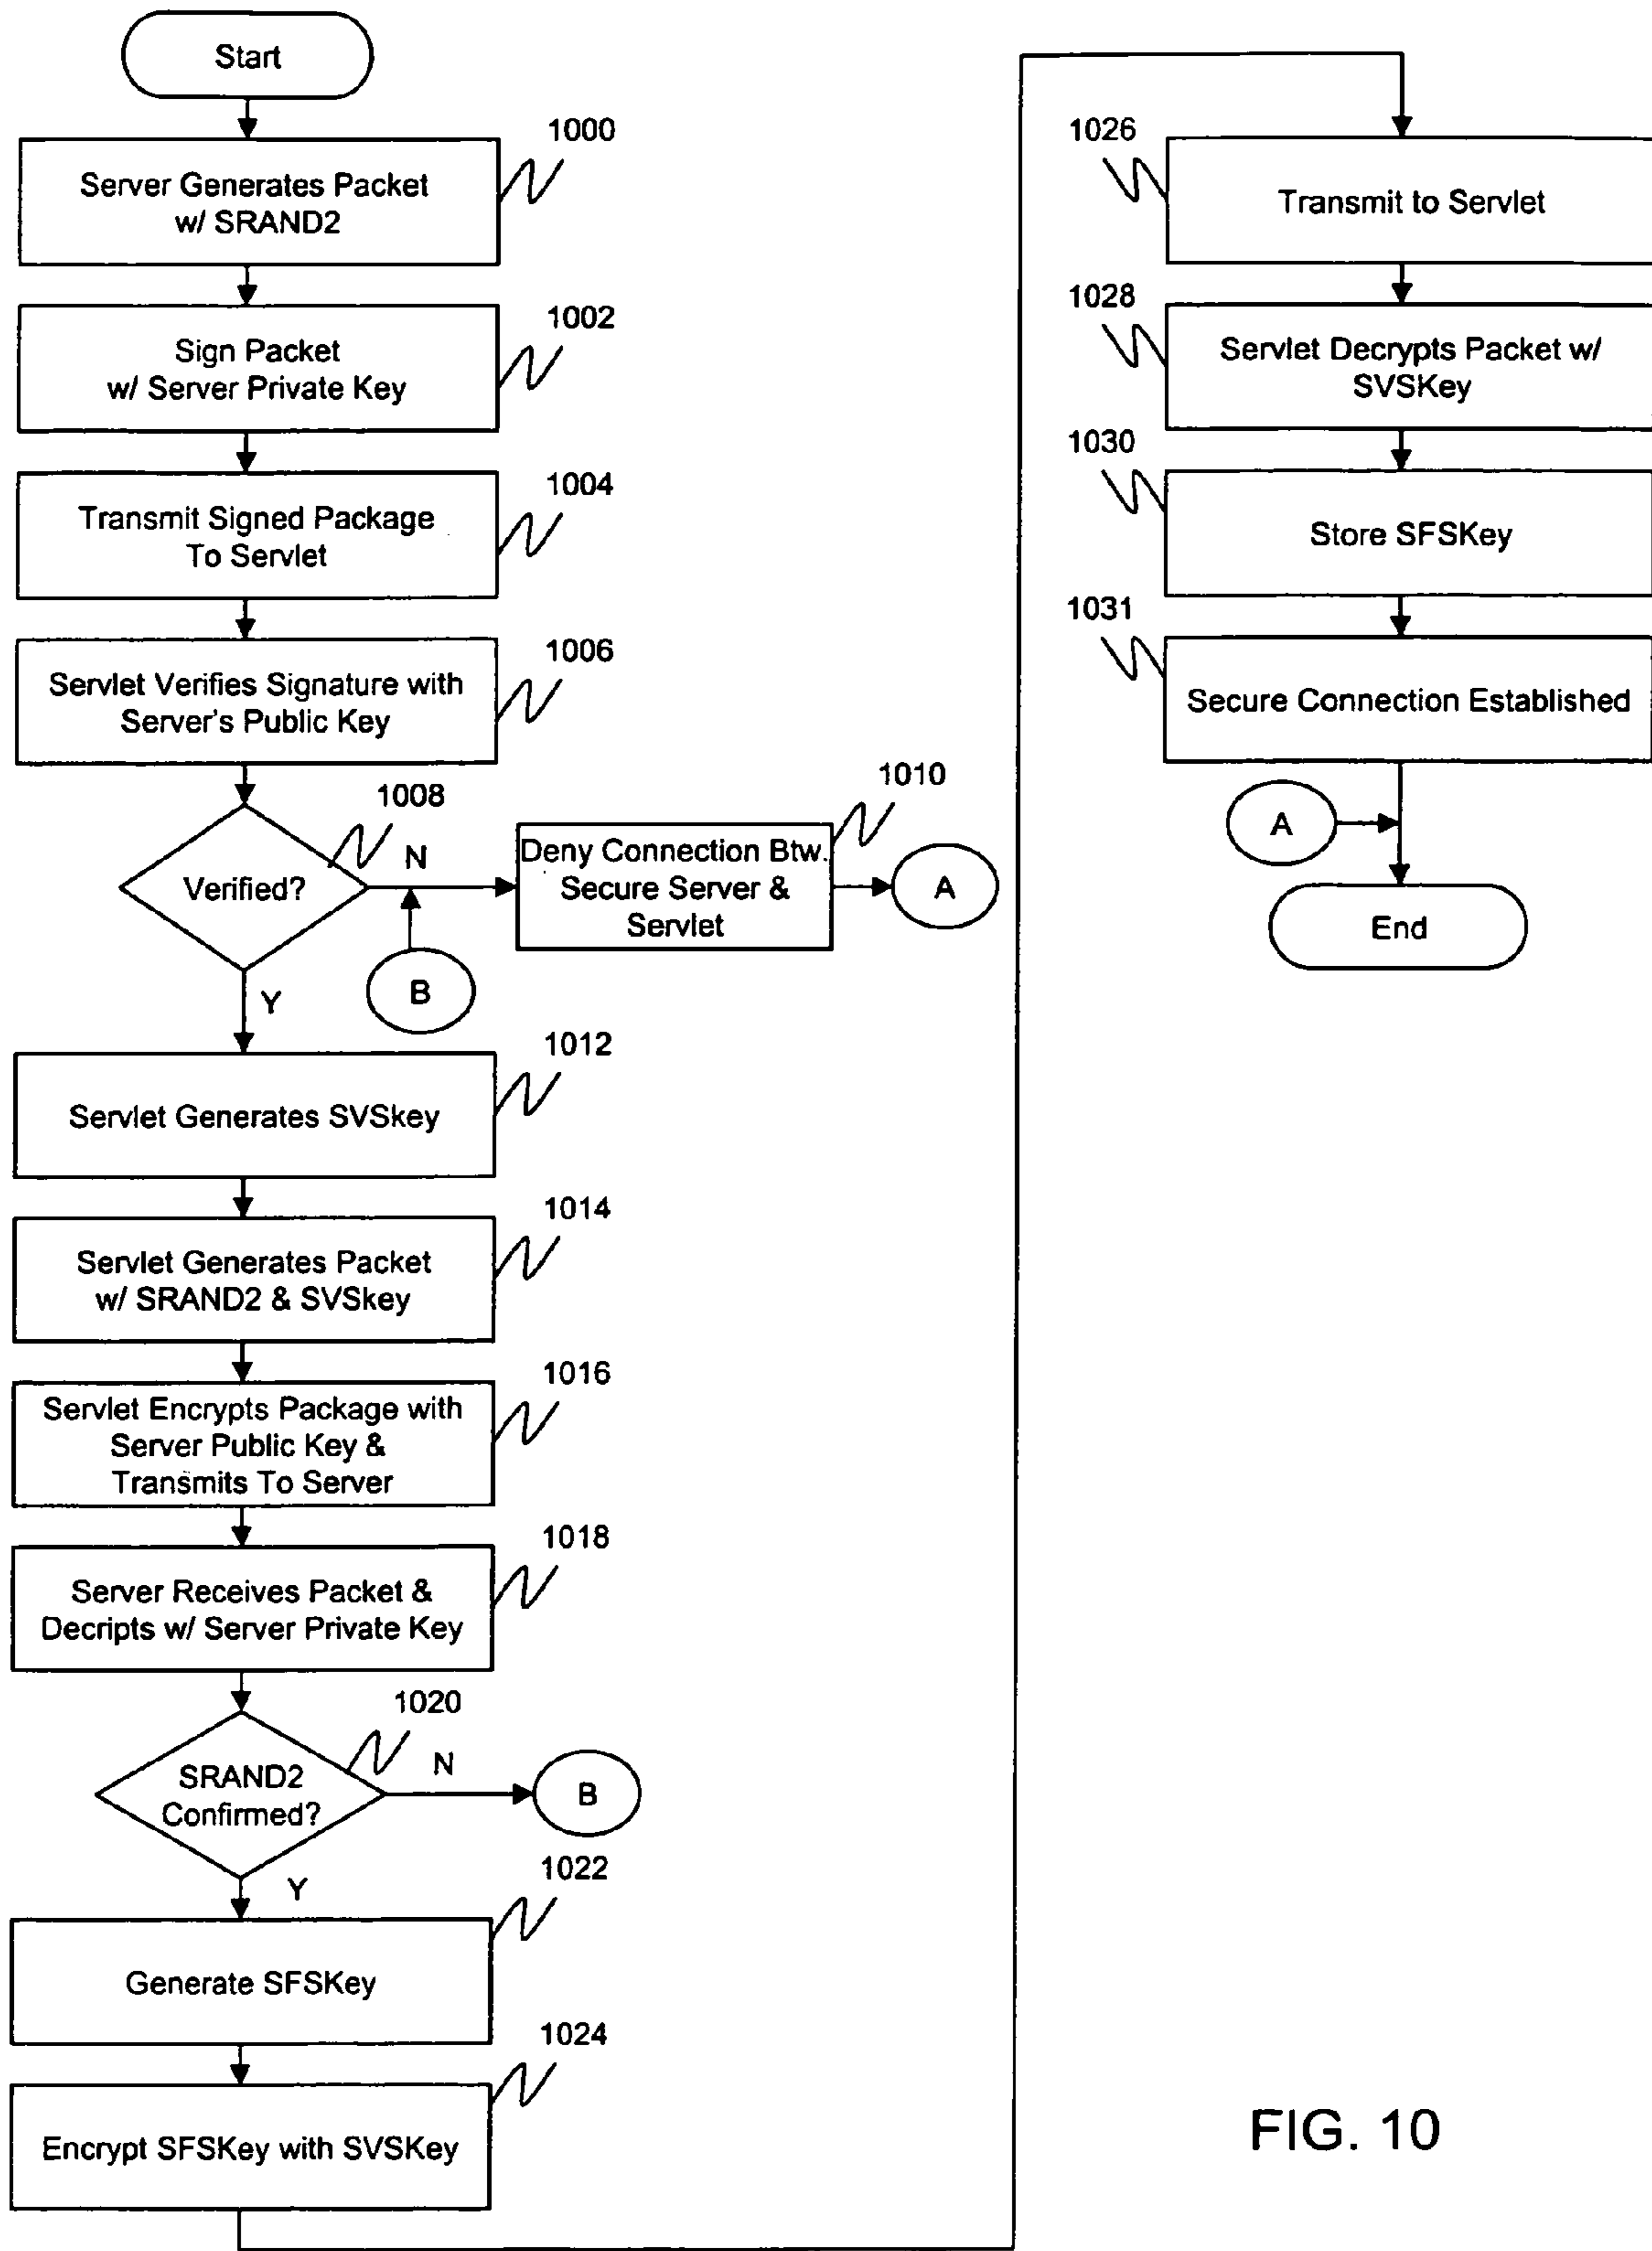 Start
1000
Server Generates Packet
w/ SRAND2
1002
Sign Packet
w/ Server Private Key
1004
Transmit Signed Package
To Servlet
1006
Servlet Verifies Signature with
Server's Public Key
1008
Verified?
N
B
1010
Deny Connection Btw.
Secure Server &
Servlet
A
Y
1012
Servlet Generates SVSkey
1014
Servlet Generates Packet
w/ SRAND2 & SVSkey
1016
Servlet Encrypts Package with
Server Public Key &
Transmits To Server
1018
Server Receives Packet &
Decripts w/ Server Private Key
1020
SRAND2
Confirmed?
N
B
Y
1022
Generate SFSKey
1024
Encrypt SFSKey with SVSKey
1026
Transmit to Servlet
1028
Servlet Decrypts Packet w/
SVSKey
1030
Store SFSKey
1031
Secure Connection Established
A
End
FIG. 10